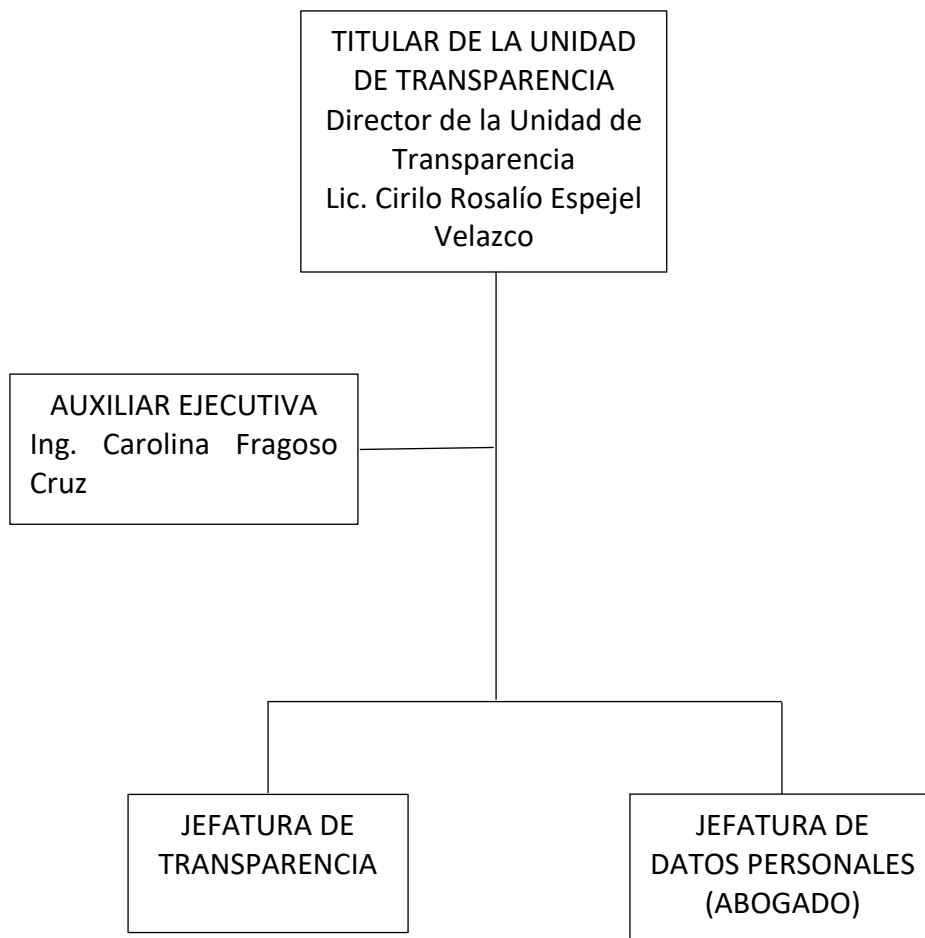 TITULAR DE LA UNIDAD
DE TRANSPARENCIA
Director de la Unidad de
Transparencia
Lic. Cirilo Rosalío Espejel
Velazco
AUXILIAR EJECUTIVA
Ing. Carolina Fragoso
Cruz
JEFATURA DE
TRANSPARENCIA
JEFATURA DE
DATOS PERSONALES
(ABOGADO)